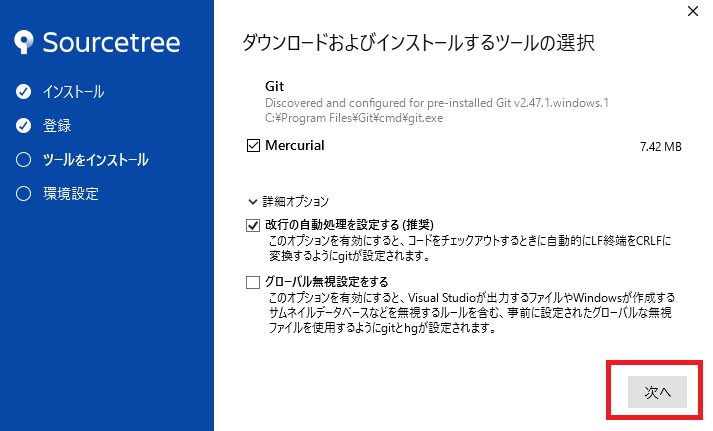 Sourcetree
インストール
登録
ツールをインストール
環境設定
ダウンロードおよびインストールするツールの選択
Git
Discovered and configured for pre-installed Git v2.47.1.windows.1
C:¥Program Files¥Git¥cmd¥git.exe
Mercurial 7.42 MB
詳細オプション
改行の自動処理を設定する (推奨)
このオプションを有効にすると、コードをチェックアウトするときに自動的にLF終端をCRLFに
変換するようにgitが設定されます。
グローバル無視設定をする
このオプションを有効にすると、Visual Studioが出力するファイルやWindowsが作成する
サムネイルデータベースなどを無視するルールを含む、事前に設定されたグローバルな無視
ファイルを使用するようにgitとhgが設定されます。
次へ